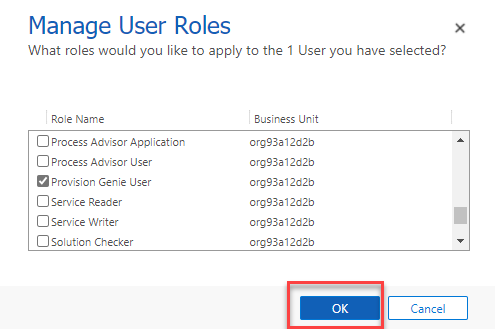 Manage User Roles
What roles would you like to apply to the 1 User you have selected?
Role Name Business Unit
Process Advisor Application org93a12d2b
Process Advisor User org93a12d2b
Provision Genie User org93a12d2b
Service Reader org93a12d2b
Service Writer org93a12d2b
Solution Checker org93a12d2b
OK Cancel